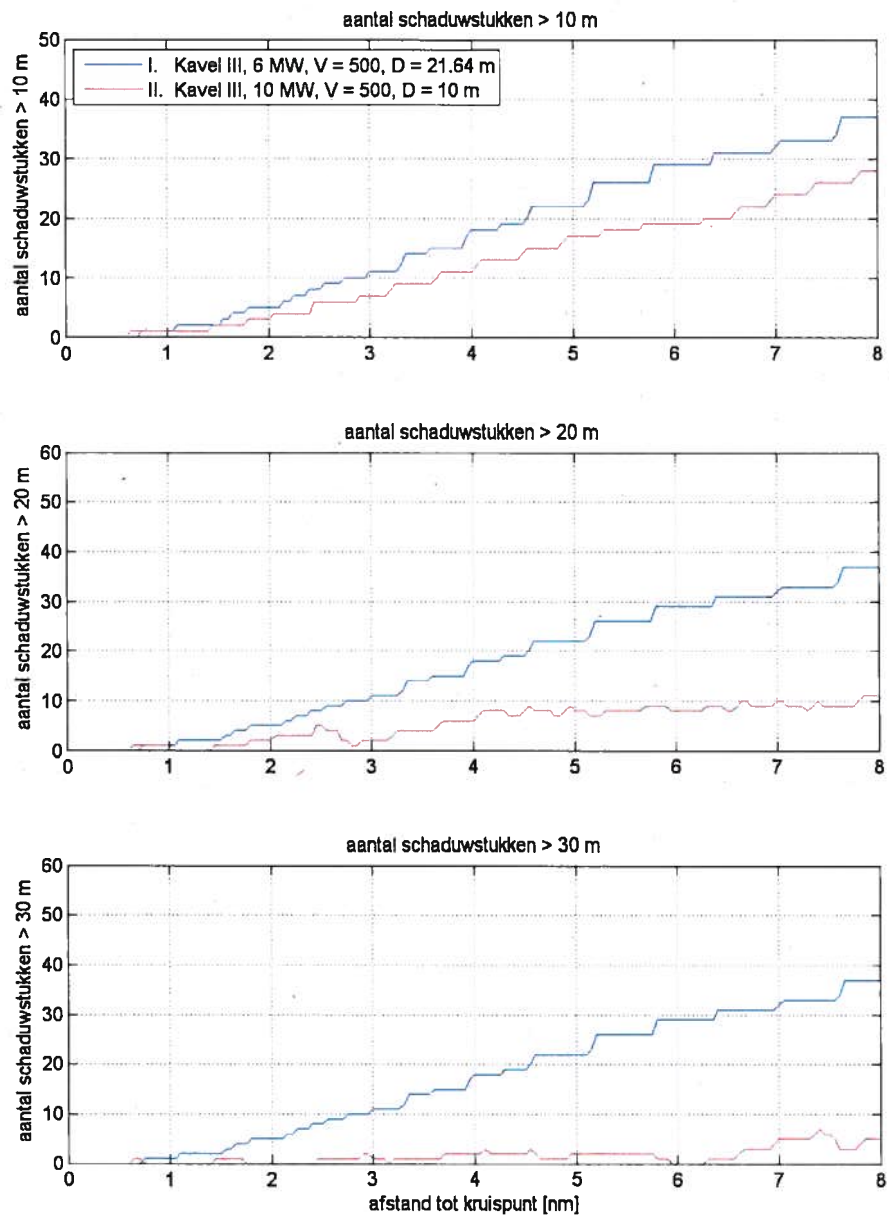 aantal schaduwstukken > 10 m
aantal schaduwstukken > 10 m
50
40
30
20
10
0
I. Kavel III, 6 MW, V = 500, D = 21.64 m
II. Kavel III, 10 MW, V = 500, D = 10 m
0 1 2 3 4 5 6 7 8
aantal schaduwstukken > 20 m
aantal schaduwstukken > 20 m
60
50
40
30
20
10
0
0 1 2 3 4 5 6 7 8
aantal schaduwstukken > 30 m
aantal schaduwstukken > 30 m
60
50
40
30
20
10
0
0 1 2 3 4 5 6 7 8
afstand tot kruispunt [nm]